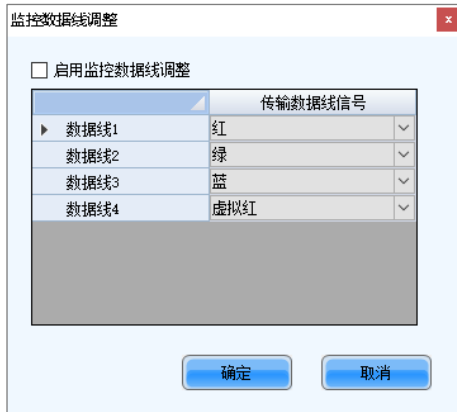 监控数据线调整
x
启用监控数据线调整
传输数据线信号
数据线1 红
数据线2 绿
数据线3 蓝
数据线4 虚拟红
确定 取消